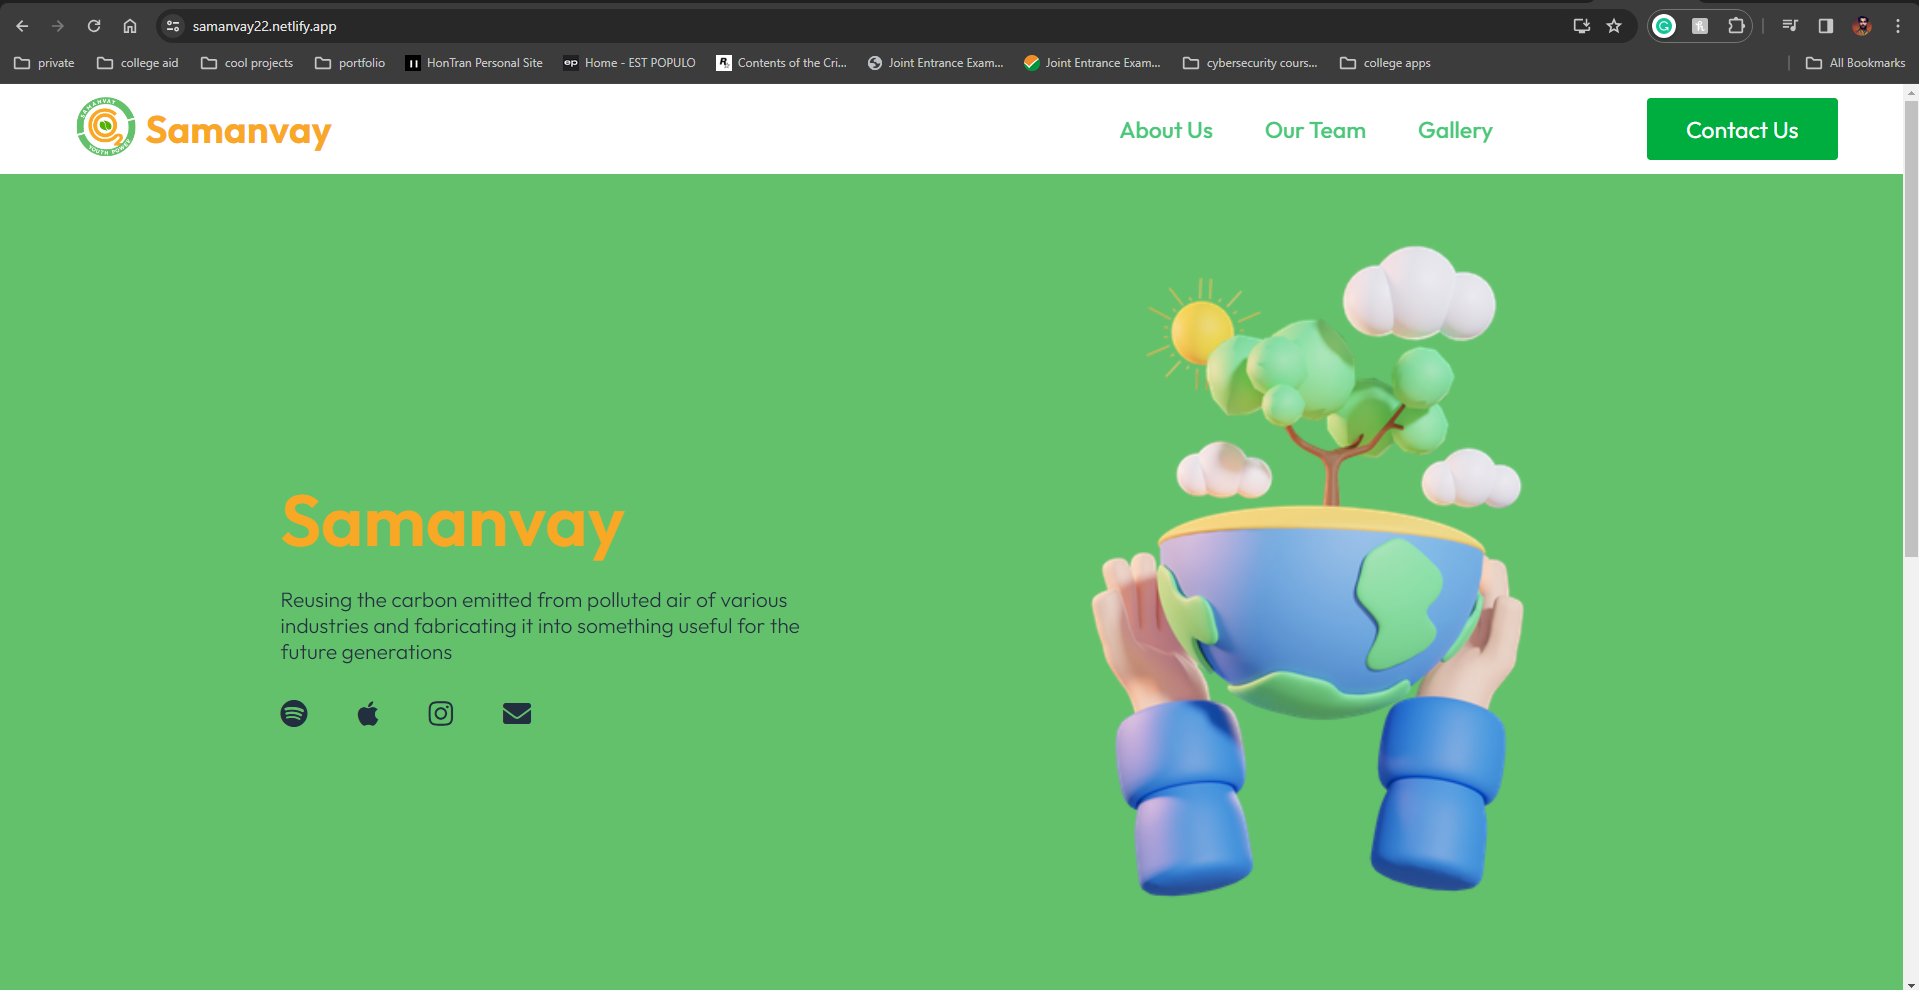 samanvay22.netlify.app
private
college aid
cool projects
portfolio
HonTran Personal Site
ep
Home - EST POPULO
R
Contents of the Cri...
Joint Entrance Exam...
Joint Entrance Exam...
cybersecurity cours...
college apps
All Bookmarks
SAMANVAY
2
YOUTH POWER
Samanvay
About Us
Our Team
Gallery
Contact Us
Samanvay
Reusing the carbon emitted from polluted air of various
industries and fabricating it into something useful for the
future generations